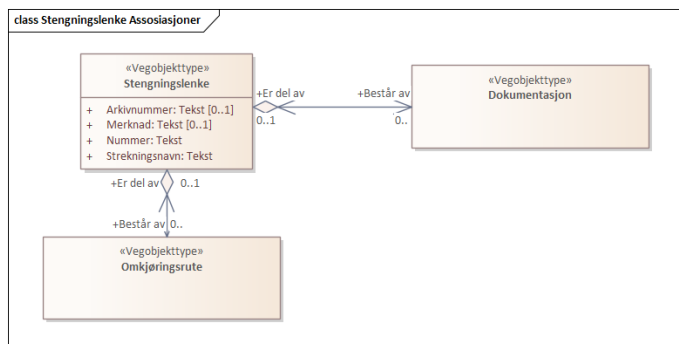 class Stengningslenke Assosiasjoner
«Vegobjekttype»
Stengningslenke
+ Arkivnummer: Tekst [0..1]
+ Merknad: Tekst [0..1]
+ Nummer: Tekst
+ Strekningsnavn: Tekst
+Er del av
0..1
+Består av
0..
«Vegobjekttype»
Dokumentasjon
+Er del av
0..1
+Består av
0..
«Vegobjekttype»
Omkjøringsrute